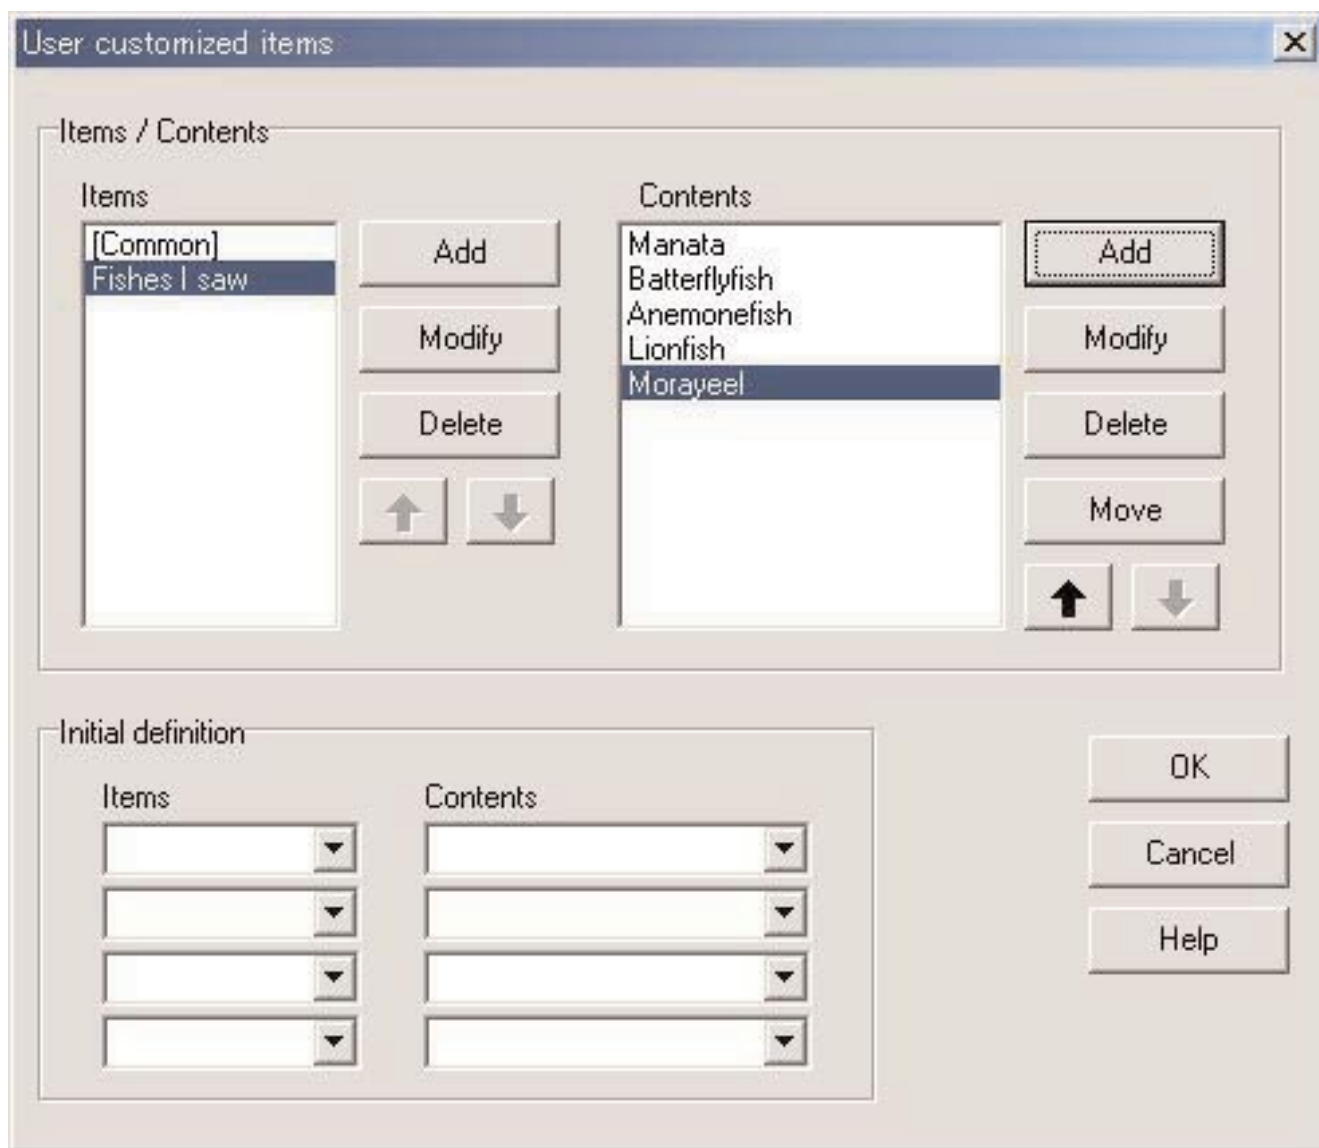 User customized items
Items / Contents
Items
[Common]
Fishes I saw
Add
Modify
Delete
Contents
Manata
Batterflyfish
Anemonefish
Lionfish
Morayeel
Add
Modify
Delete
Move
Initial definition
Items
Contents
OK
Cancel
Help